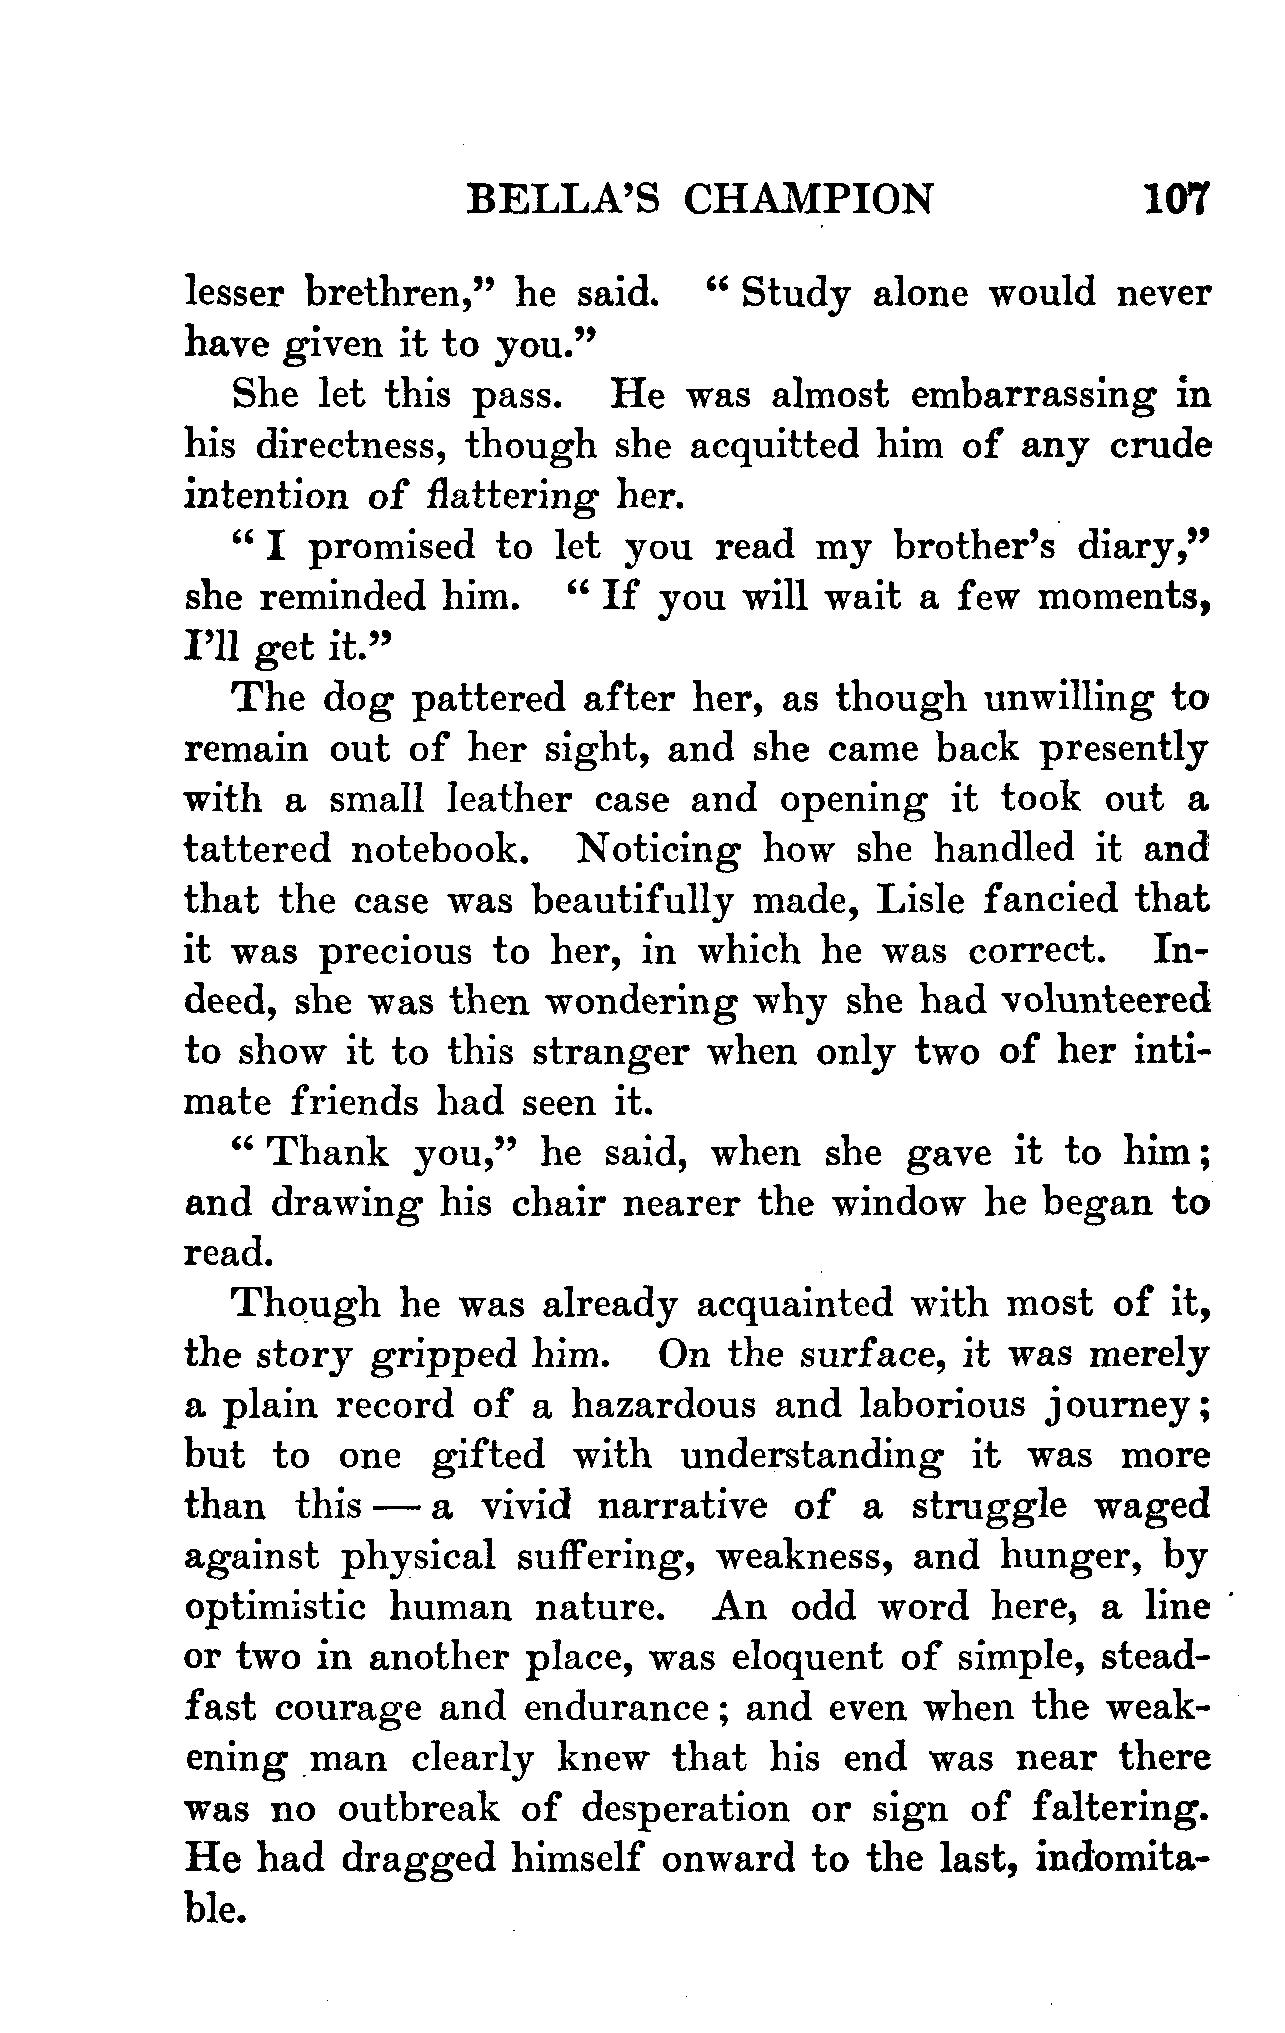 BELLA'S CHAMPION 107
lesser brethren," he said. "Study alone would never
have given it to you."
She let this pass. He was almost embarrassing in
his directness, though she acquitted him of any crude
intention of flattering her.
"I promised to let you read my brother's diary,"
she reminded him. "If you will wait a few moments,
I'll get it."
The dog pattered after her, as though unwilling to
remain out of her sight, and she came back presently
with a small leather case and opening it took out a
tattered notebook. Noticing how she handled it and
that the case was beautifully made, Lisle fancied that
it was precious to her, in which he was correct. In-
deed, she was then wondering why she had volunteered
to show it to this stranger when only two of her inti-
mate friends had seen it.
"Thank you," he said, when she gave it to him;
and drawing his chair nearer the window he began to
read.
Though he was already acquainted with most of it,
the story gripped him. On the surface, it was merely
a plain record of a hazardous and laborious journey;
but to one gifted with understanding it was more
than this — a vivid narrative of a struggle waged
against physical suffering, weakness, and hunger, by
optimistic human nature. An odd word here, a line
or two in another place, was eloquent of simple, stead-
fast courage and endurance; and even when the weak-
ening man clearly knew that his end was near there
was no outbreak of desperation or sign of faltering.
He had dragged himself onward to the last, indomita-
ble.